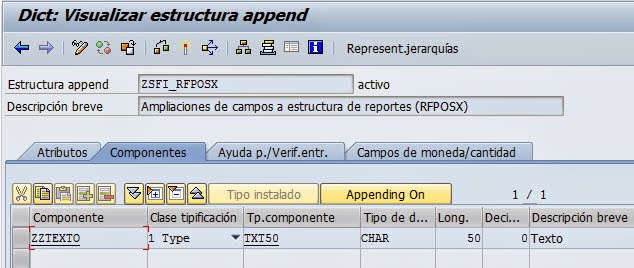 Dict: Visualizar estructura append
Represent.jerarquías
Estructura append ZSFI_RFPOSX activo
Descripción breve Ampliaciones de campos a estructura de reportes (RFPOSX)
Atributos Componentes Ayuda p./Verif.entr. Campos de moneda/cantidad
Tipo instalado Appending On 1 / 1
Componente Clase tipificación Tp.componente Tipo de d... Long. Deci... Descripción breve
ZZTEXTO 1 Type TXT50 CHAR 50 0 Texto